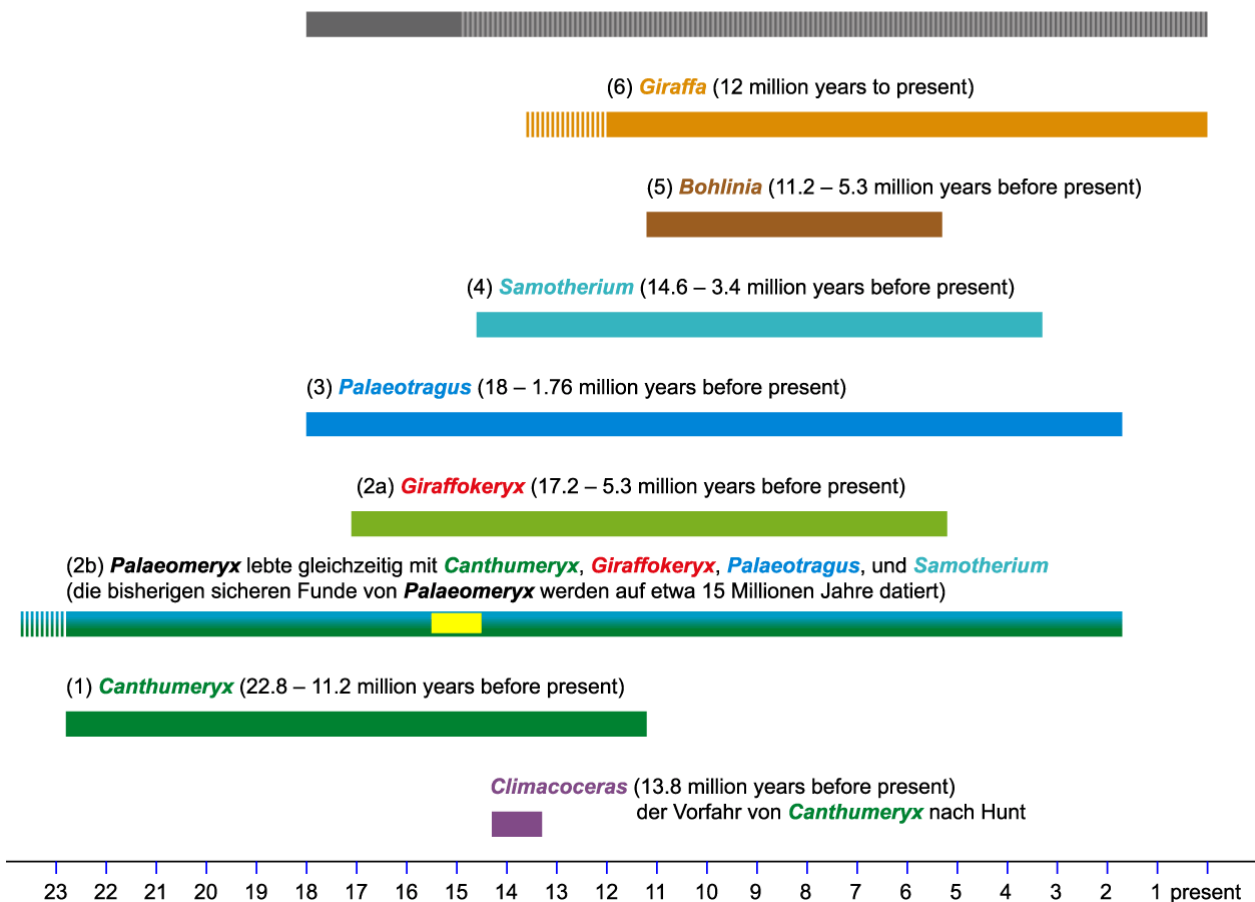 (6) Giraffa (12 million years to present)
(5) Bohlinia (11.2 – 5.3 million years before present)
(4) Samotherium (14.6 – 3.4 million years before present)
(3) Palaeotragus (18 – 1.76 million years before present)
(2a) Giraffokeryx (17.2 – 5.3 million years before present)
(2b) Palaeomeryx lebte gleichzeitig mit Canthumeryx, Giraffokeryx, Palaeotragus, und Samotherium
(die bisherigen sicheren Funde von Palaeomeryx werden auf etwa 15 Millionen Jahre datiert)
(1) Canthumeryx (22.8 – 11.2 million years before present)
Climacoceras (13.8 million years before present)
der Vorfahr von Canthumeryx nach Hunt
23 22 21 20 19 18 17 16 15 14 13 12 11 10 9 8 7 6 5 4 3 2 1 present